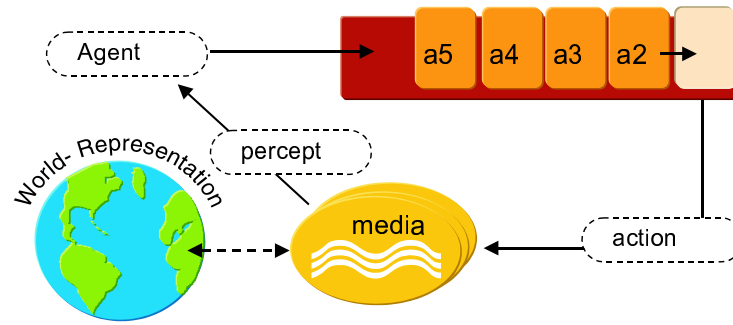 Agent
a5 a4 a3 a2
percept
World- Representation
media
action